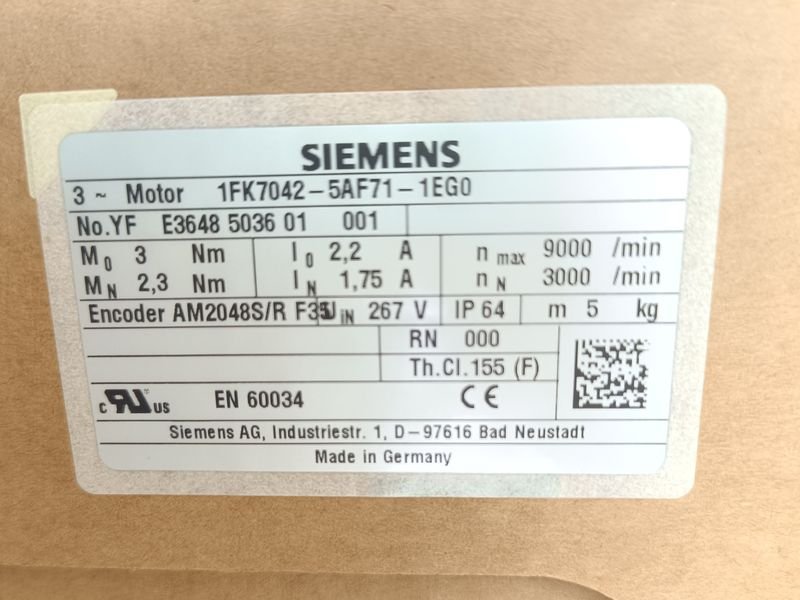 SIEMENS
3 ~ Motor 1FK7042-5AF71-1EG0
No.YF E3648 5036 01 001
M0 3 Nm I0 2,2 A n max 9000 /min
MN 2,3 Nm IN 1,75 A n N 3000 /min
Encoder AM2048S/R F35 UIN 267 V IP 64 m 5 kg
RN 000
Th.Cl.155 (F)
c RU US EN 60034 CE
Siemens AG, Industriestr. 1, D-97616 Bad Neustadt
Made in Germany